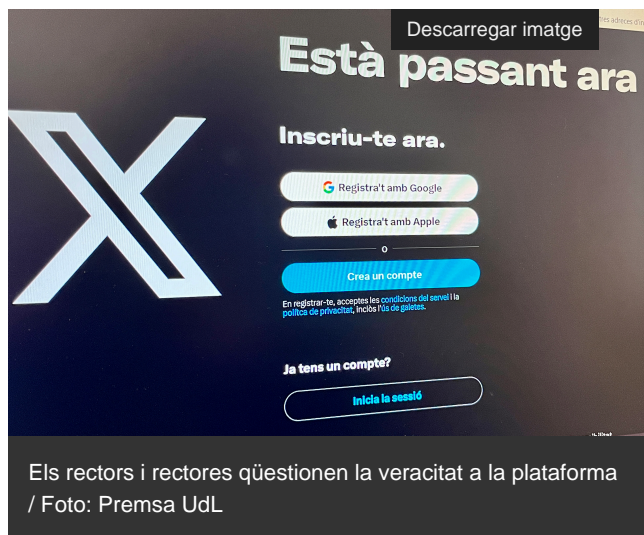 Descarregar imatge
Està passant ara
Inscriu-te ara.
Registra't amb Google
Registra't amb Apple
o
Crea un compte
En registrar-te, acceptes les condicions del servei i la
política de privacitat, inclòs l'ús de galetes.
Ja tens un compte?
Inicia la sessió
Els rectors i rectores qüestionen la veracitat a la plataforma
/ Foto: Premsa UdL